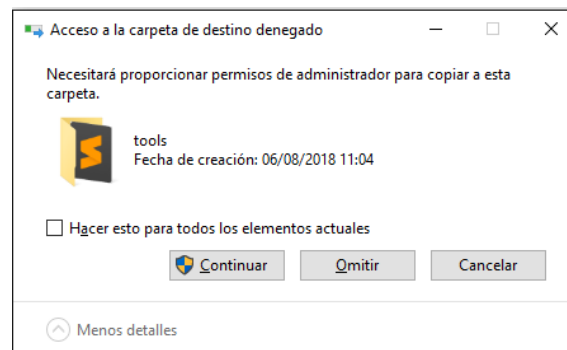 Acceso a la carpeta de destino denegado
Necesitará proporcionar permisos de administrador para copiar a esta
carpeta.
tools
Fecha de creación: 06/08/2018 11:04
Hacer esto para todos los elementos actuales
Continuar
Omitir
Cancelar
Menos detalles